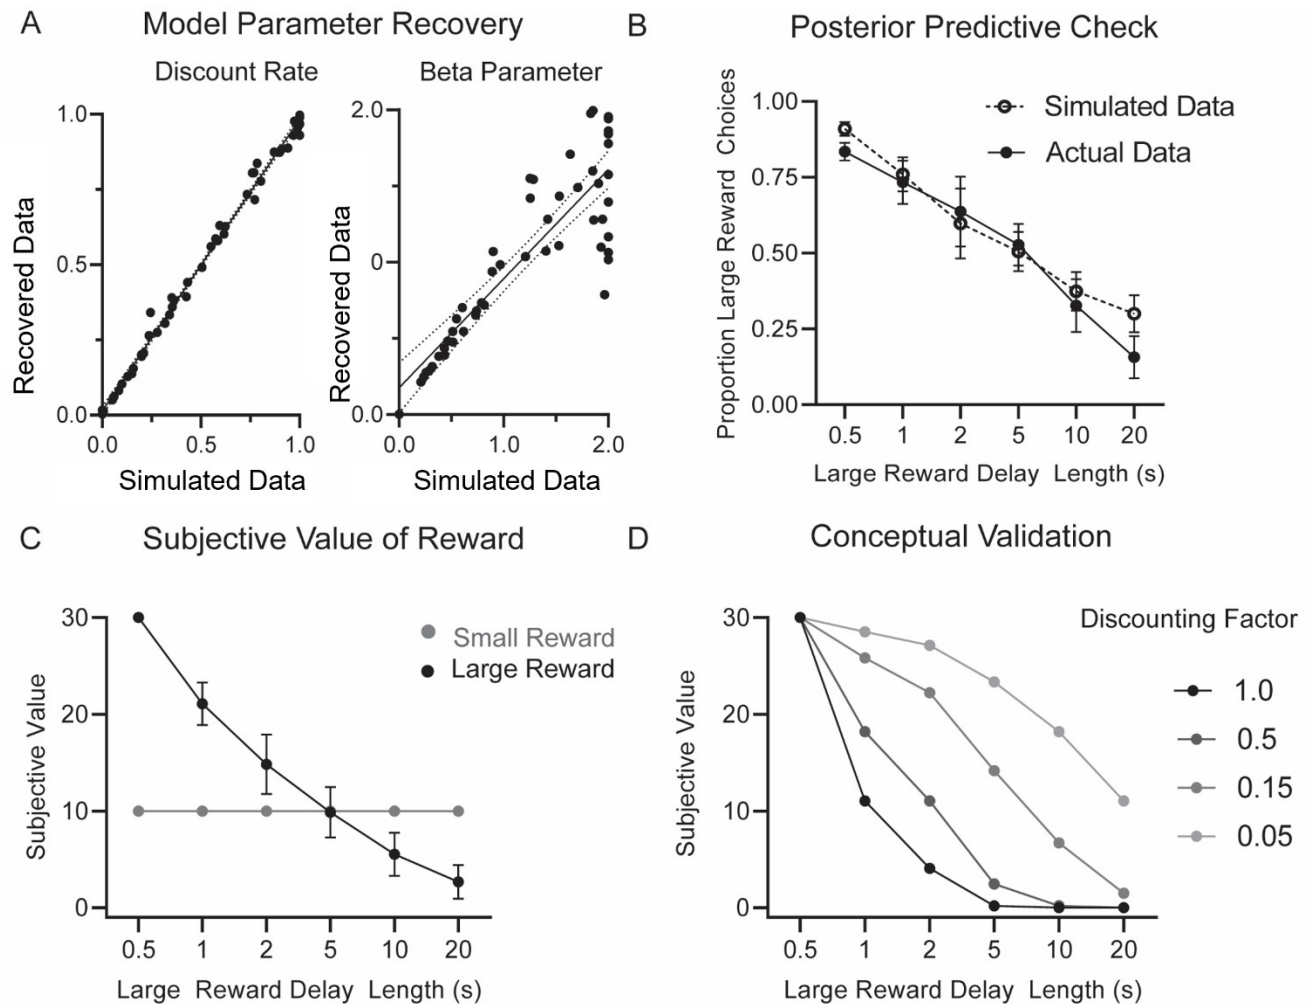 A
Model Parameter Recovery
Discount Rate
Beta Parameter
Recovered Data
1.0
0.5
0.0
0.0
0.5
1.0
Simulated Data
Recovered Data
2.0
0
0.0
0.0
1.0
2.0
Simulated Data
B
Posterior Predictive Check
Proportion Large Reward Choices
1.00
0.75
0.50
0.25
0.00
Simulated Data
Actual Data
0.5
1
2
5
10
20
Large Reward Delay Length (s)
C
Subjective Value of Reward
Subjective Value
30
20
10
0
Small Reward
Large Reward
0.5
1
2
5
10
20
Large Reward Delay Length (s)
D
Conceptual Validation
Subjective Value
30
20
10
0
Discounting Factor
1.0
0.5
0.15
0.05
0.5
1
2
5
10
20
Large Reward Delay Length (s)